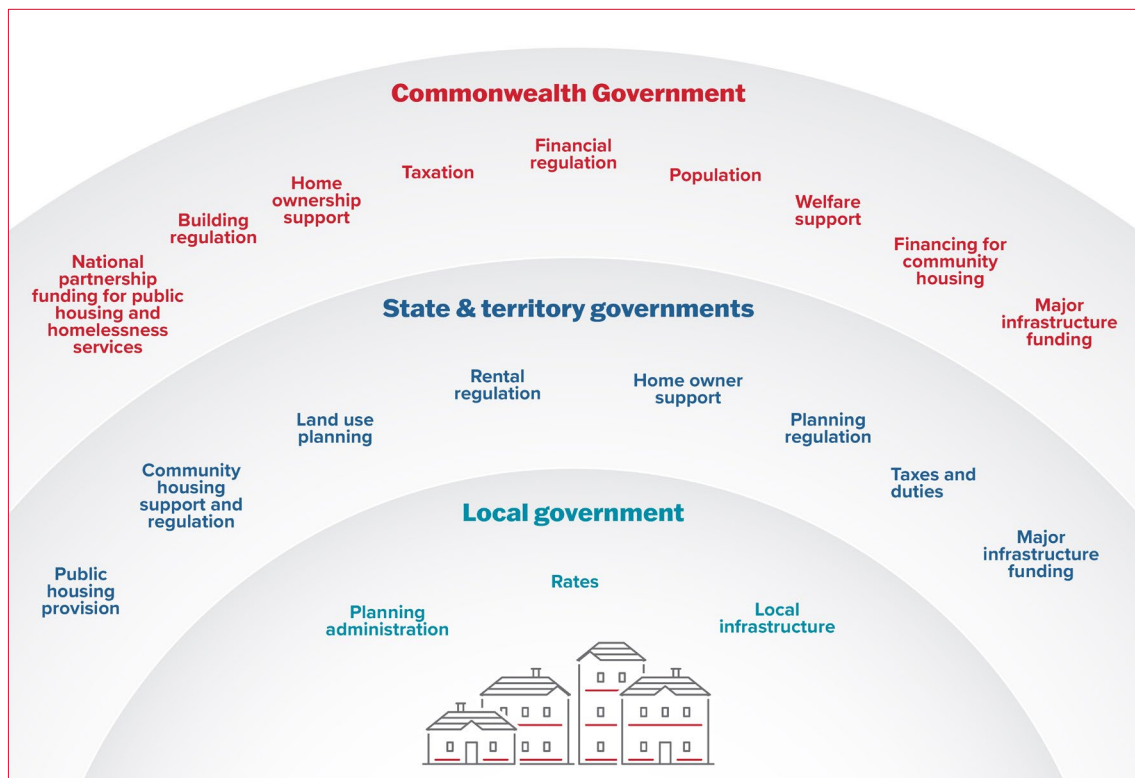 Commonwealth Government
Financial
regulation
Taxation
Population
Home
ownership
support
Welfare
support
Building
regulation
Financing for
community
housing
National
partnership
funding for public
housing and
homelessness
services
Major
infrastructure
funding
State & territory governments
Rental
regulation
Home owner
support
Land use
planning
Planning
regulation
Community
housing
support and
regulation
Taxes and
duties
Major
infrastructure
funding
Public
housing
provision
Local government
Rates
Planning
administration
Local
infrastructure